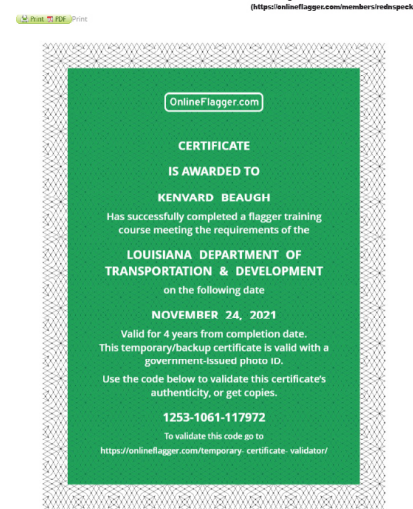 (https://onlineflagger.com/members/rednspeck
Print PDF Print
OnlineFlagger.com
CERTIFICATE
IS AWARDED TO
KENVARD BEAUGH
Has successfully completed a flagger training
course meeting the requirements of the
LOUISIANA DEPARTMENT OF
TRANSPORTATION & DEVELOPMENT
on the following date
NOVEMBER 24, 2021
Valid for 4 years from completion date.
This temporary/backup certificate is valid with a
government-issued photo ID.
Use the code below to validate this certificate's
authenticity, or get copies.
1253-1061-117972
To validate this code go to
https://onlineflagger.com/temporary- certificate- validator/